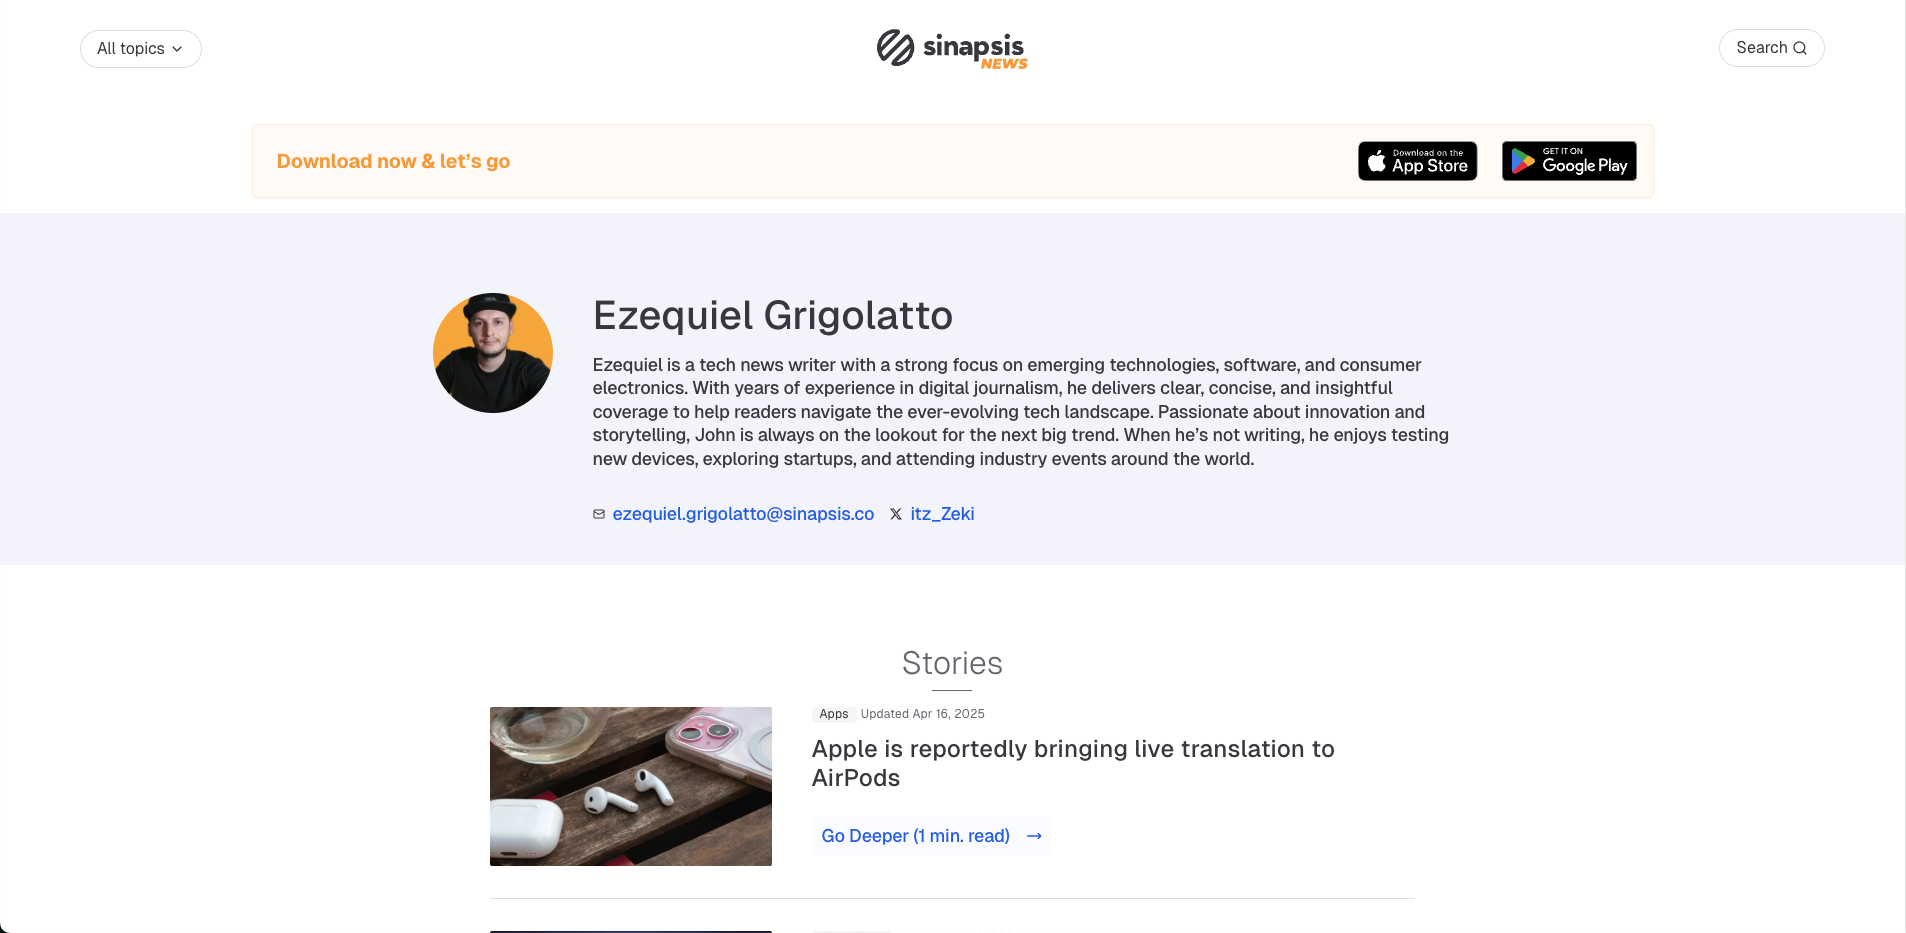 All topics
sinapsis
NEWS
Search
Download now & let’s go
Download on the
App Store
GET IT ON
Google Play
Ezequiel Grigolatto
Ezequiel is a tech news writer with a strong focus on emerging technologies, software, and consumer
electronics. With years of experience in digital journalism, he delivers clear, concise, and insightful
coverage to help readers navigate the ever-evolving tech landscape. Passionate about innovation and
storytelling, John is always on the lookout for the next big trend. When he’s not writing, he enjoys testing
new devices, exploring startups, and attending industry events around the world.
ezequiel.grigolatto@sinapsis.co itz_Zeki
Stories
Apps Updated Apr 16, 2025
Apple is reportedly bringing live translation to
AirPods
Go Deeper (1 min. read) →